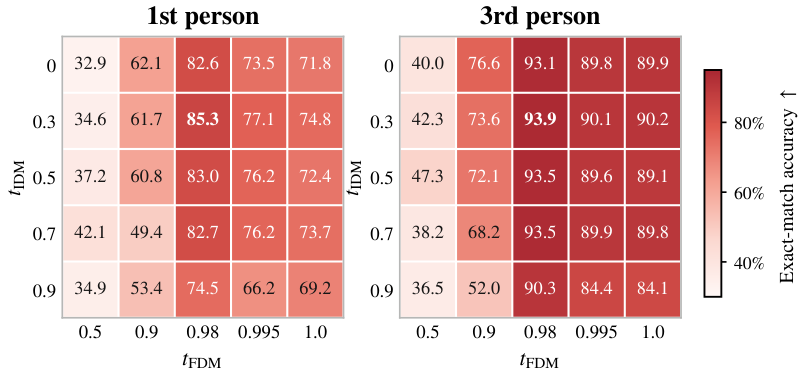 1st person
3rd person
0 32.9 62.1 82.6 73.5 71.8
0.3 34.6 61.7 85.3 77.1 74.8
0.5 37.2 60.8 83.0 76.2 72.4
0.7 42.1 49.4 82.7 76.2 73.7
0.9 34.9 53.4 74.5 66.2 69.2
0.5 0.9 0.98 0.995 1.0
t_FDM
t_IDM
0 40.0 76.6 93.1 89.8 89.9
0.3 42.3 73.6 93.9 90.1 90.2
0.5 47.3 72.1 93.5 89.6 89.1
0.7 38.2 68.2 93.5 89.9 89.8
0.9 36.5 52.0 90.3 84.4 84.1
0.5 0.9 0.98 0.995 1.0
t_FDM
t_IDM
80%
60%
40%
Exact-match accuracy ↑